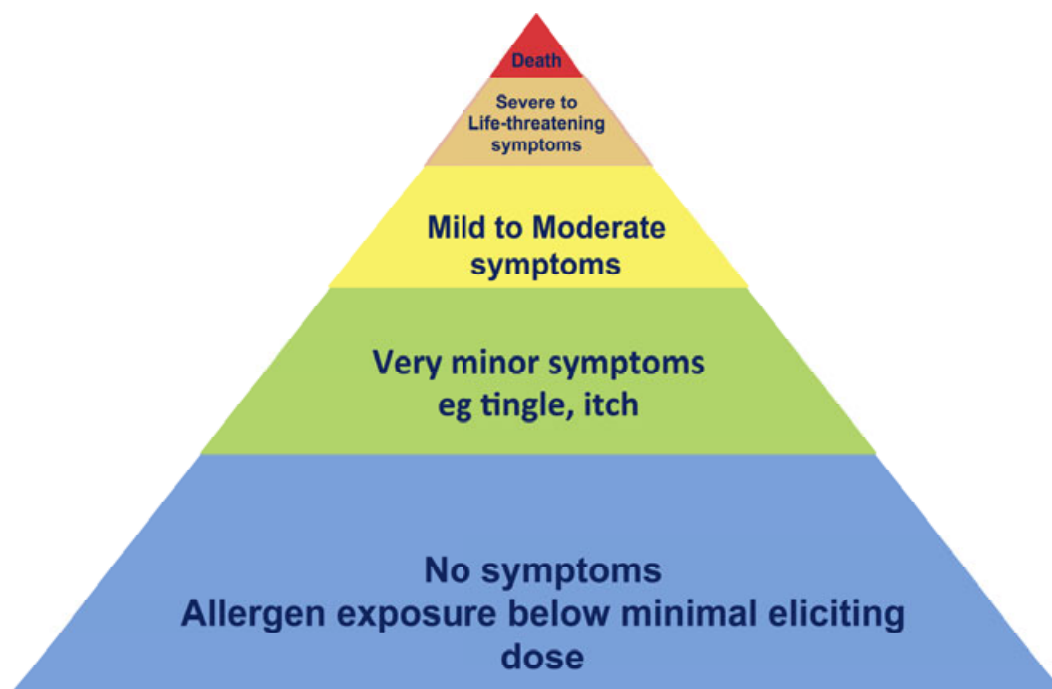 Death
Severe to
Life-threatening
symptoms
Mild to Moderate
symptoms
Very minor symptoms
eg tingle, itch
No symptoms
Allergen exposure below minimal eliciting
dose